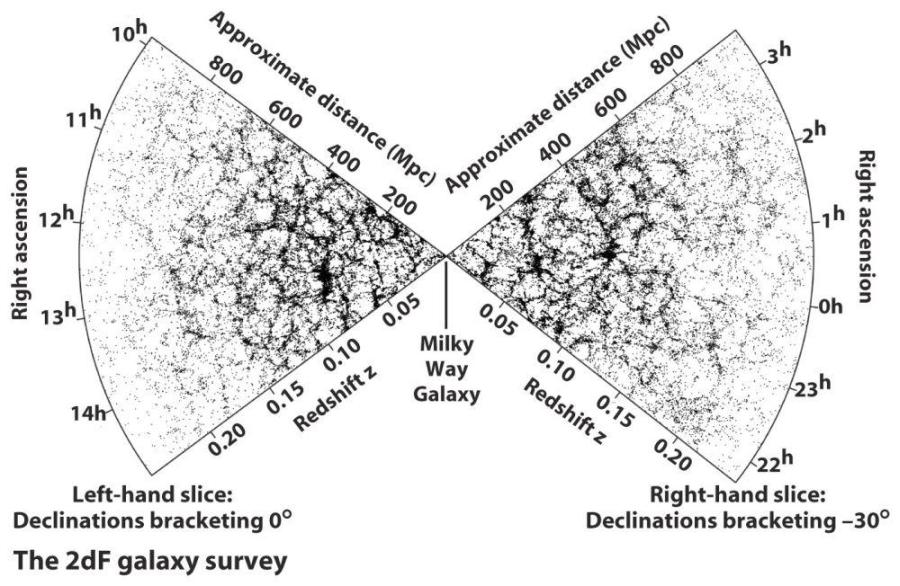 10h
11h
12h
13h
14h
Right ascension
Approximate distance (Mpc)
800
600
400
200
0.05
0.10
0.15
0.20
Redshift z
Milky
Way
Galaxy
Approximate distance (Mpc)
200
400
600
800
0.05
0.10
0.15
0.20
Redshift z
3h
2h
1h
0h
23h
22h
Right ascension
Left-hand slice:
Declinations bracketing 0°
Right-hand slice:
Declinations bracketing –30°
The 2dF galaxy survey